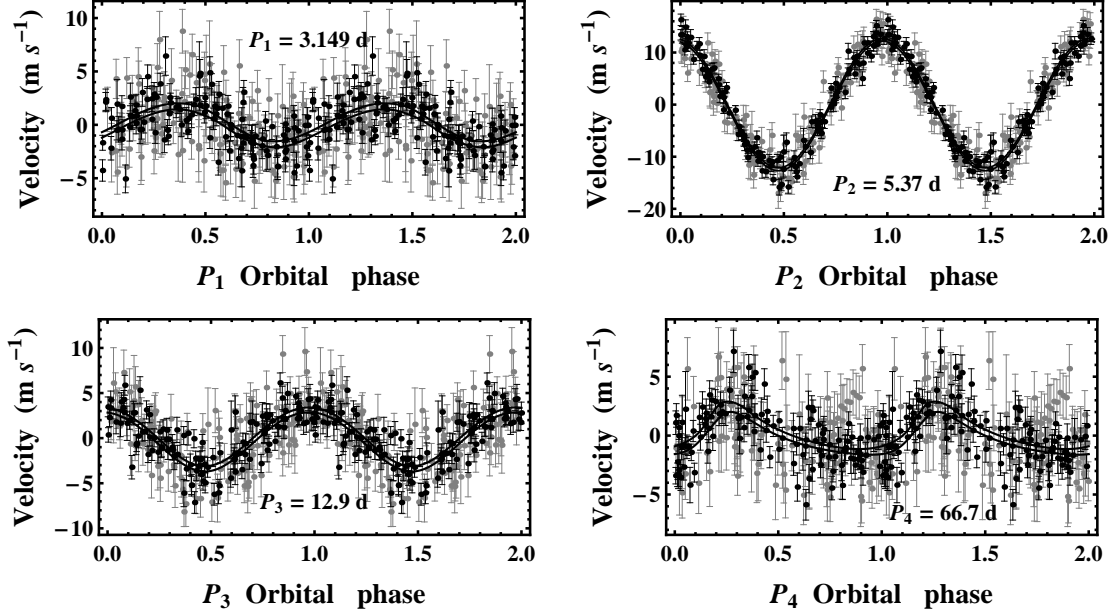 P₁ = 3.149 d
Velocity (m s⁻¹)
10
5
0
−5
0.0 0.5 1.0 1.5 2.0
P₁ Orbital phase
P₂ = 5.37 d
Velocity (m s⁻¹)
10
0
−10
−20
0.0 0.5 1.0 1.5 2.0
P₂ Orbital phase
P₃ = 12.9 d
Velocity (m s⁻¹)
10
5
0
−5
−10
0.0 0.5 1.0 1.5 2.0
P₃ Orbital phase
P₄ = 66.7 d
Velocity (m s⁻¹)
5
0
−5
0.0 0.5 1.0 1.5 2.0
P₄ Orbital phase